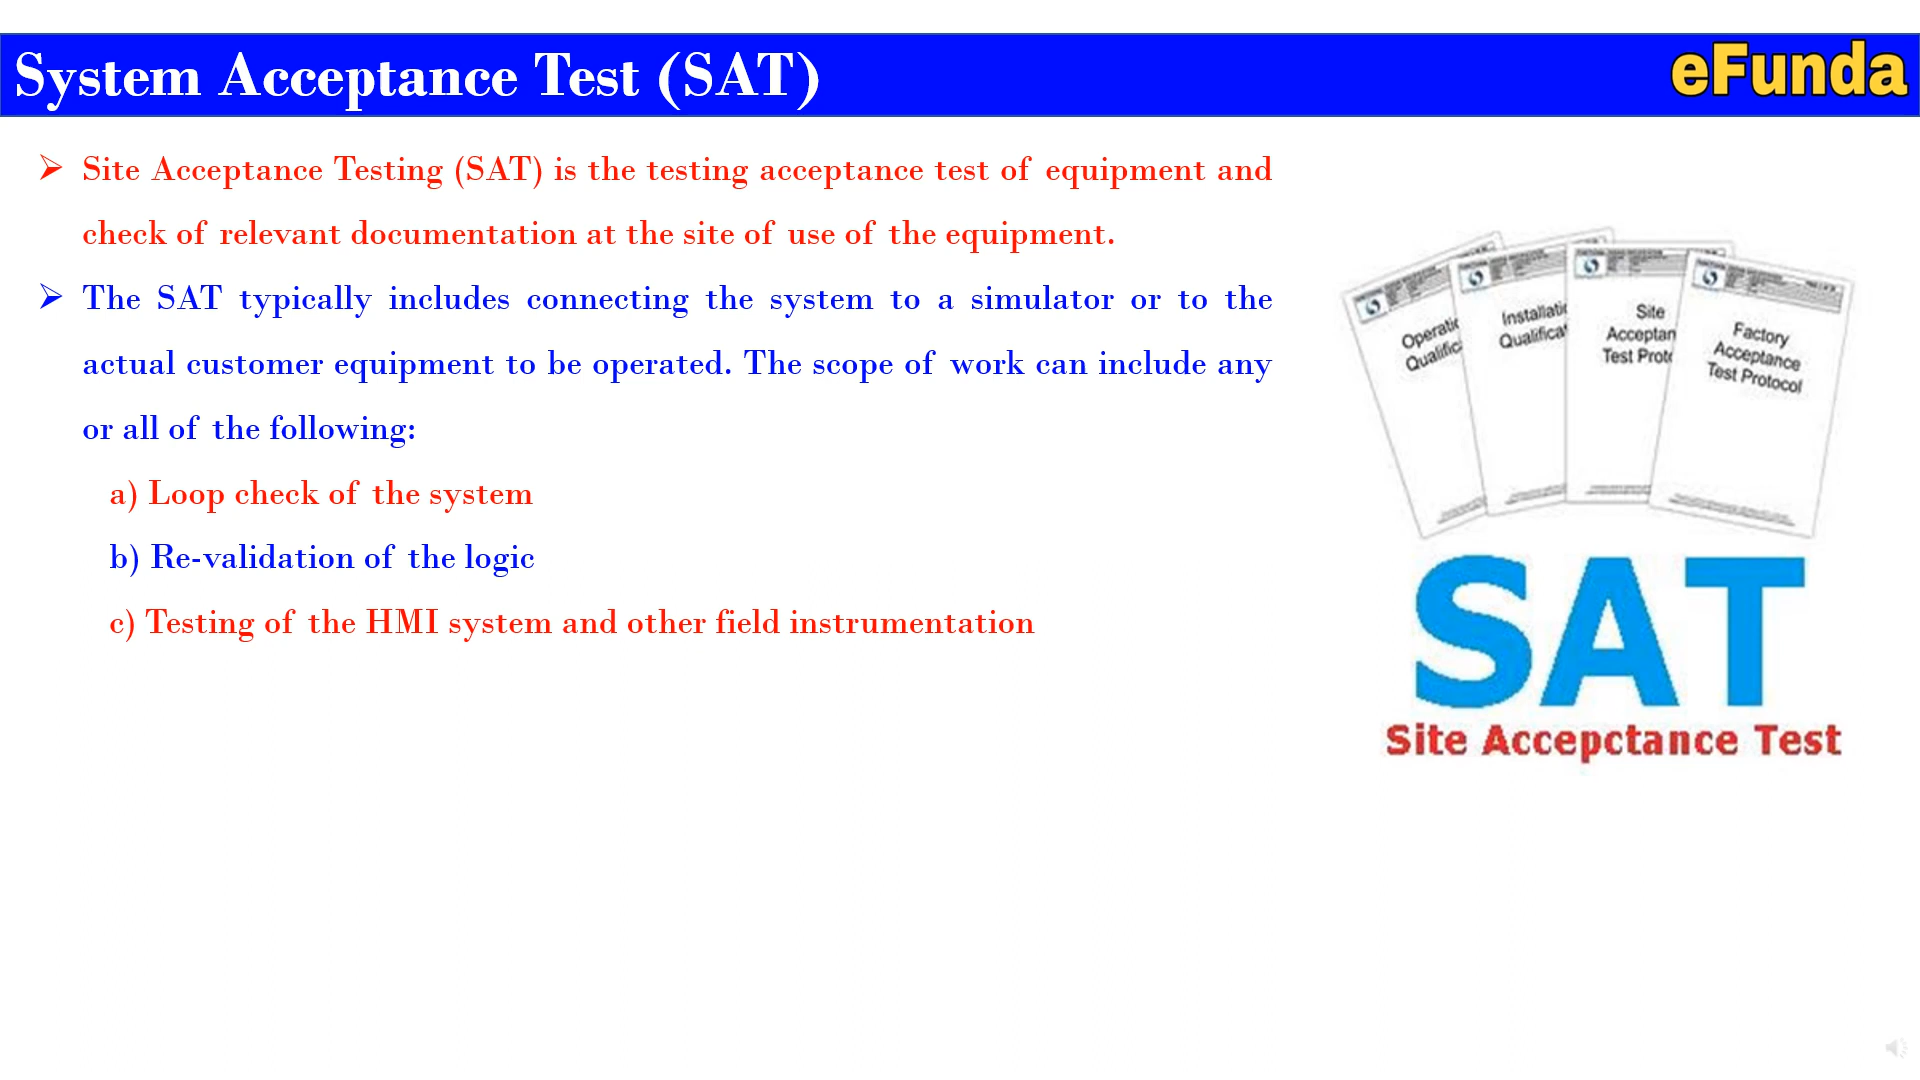 System Acceptance Test (SAT)
eFunda
➢ Site Acceptance Testing (SAT) is the testing acceptance test of equipment and
check of relevant documentation at the site of use of the equipment.
➢ The SAT typically includes connecting the system to a simulator or to the
actual customer equipment to be operated. The scope of work can include any
or all of the following:
a) Loop check of the system
b) Re-validation of the logic
c) Testing of the HMI system and other field instrumentation
Site
Test
Factory
Acceptance
Test Protocol
SAT
Site Accepctance Test